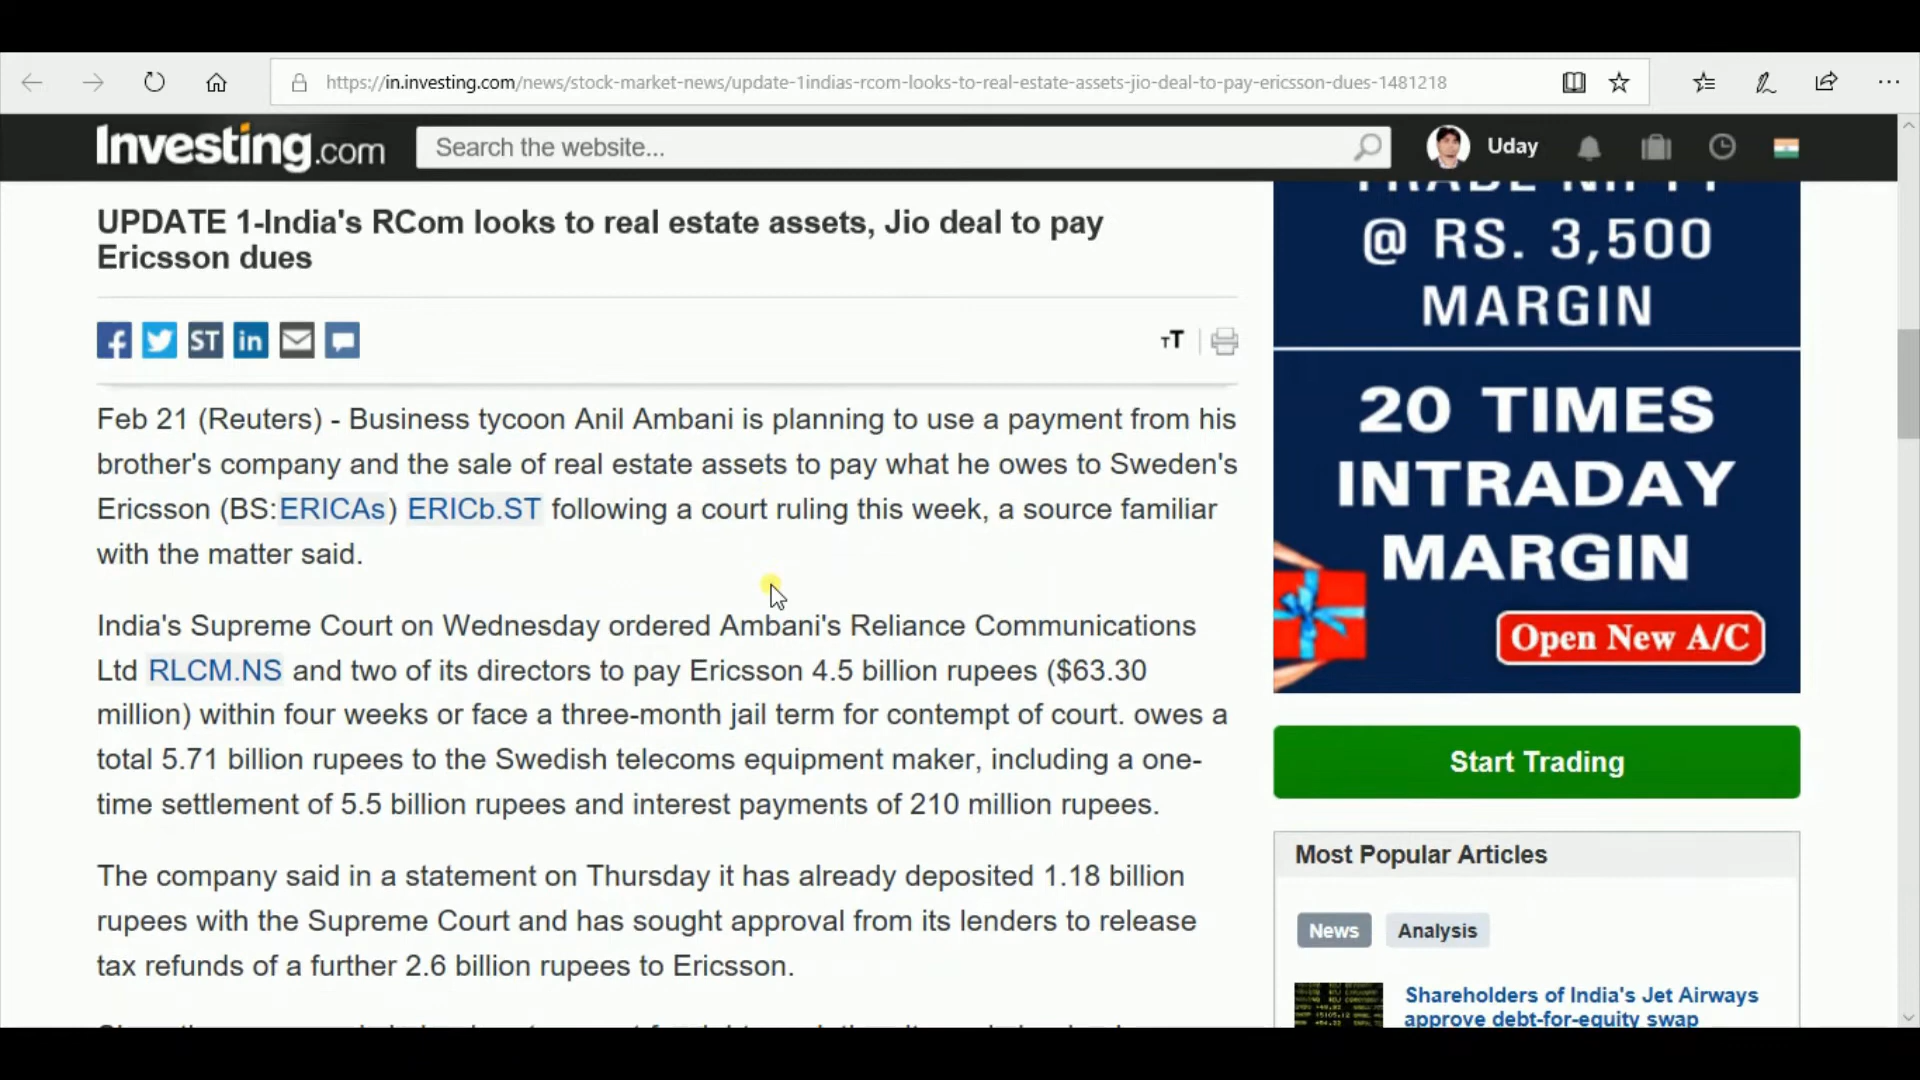 https://in.investing.com/news/stock-market-news/update-1indias-rcom-looks-to-real-estate-assets-jio-deal-to-pay-ericsson-dues-1481218
Investing.com
Search the website...
Uday
UPDATE 1-India's RCom looks to real estate assets, Jio deal to pay
Ericsson dues
ST
in
TT
Feb 21 (Reuters) - Business tycoon Anil Ambani is planning to use a payment from his
brother's company and the sale of real estate assets to pay what he owes to Sweden's
Ericsson (BS:ERICAs) ERICb.ST following a court ruling this week, a source familiar
with the matter said.
India's Supreme Court on Wednesday ordered Ambani's Reliance Communications
Ltd RLCM.NS and two of its directors to pay Ericsson 4.5 billion rupees ($63.30
million) within four weeks or face a three-month jail term for contempt of court. owes a
total 5.71 billion rupees to the Swedish telecoms equipment maker, including a one-
time settlement of 5.5 billion rupees and interest payments of 210 million rupees.
The company said in a statement on Thursday it has already deposited 1.18 billion
rupees with the Supreme Court and has sought approval from its lenders to release
tax refunds of a further 2.6 billion rupees to Ericsson.
TRADE NIFTY
@ RS. 3,500
MARGIN
20 TIMES
INTRADAY
MARGIN
Open New A/C
Start Trading
Most Popular Articles
News
Analysis
Shareholders of India's Jet Airways
approve debt-for-equity swap